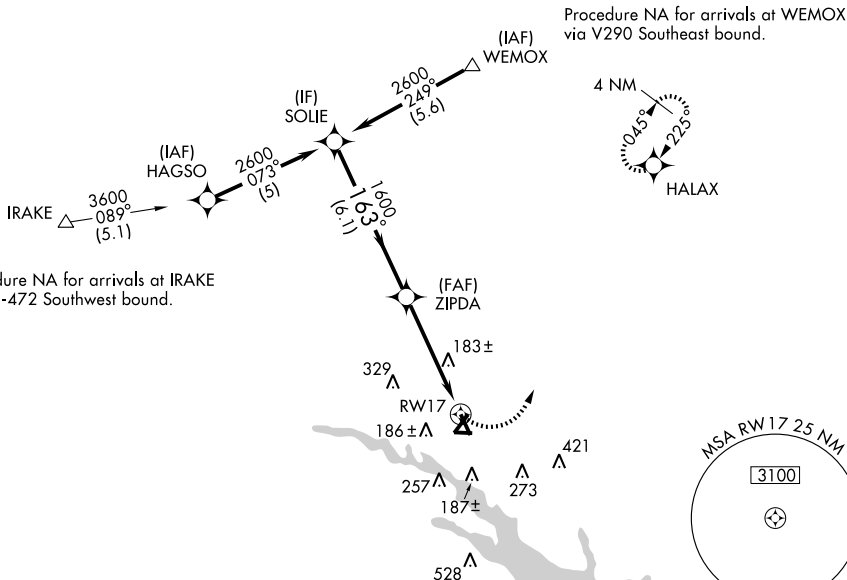 Procedure NA for arrivals at WEMOX
via V290 Southeast bound.
(IAF)
WEMOX
2600
249°
(5.6)
4 NM
045°
225°
HALAX
(IF)
SOLIE
(IAF)
HAGSO
2600
073°
(5)
IRAKE
3600
089°
(5.1)
1600
163°
(6.1)
dure NA for arrivals at IRAKE
-472 Southwest bound.
(FAF)
ZIPDA
183±
329
RW17
186±
421
257
187±
273
528
MSA RW17 25 NM
3100